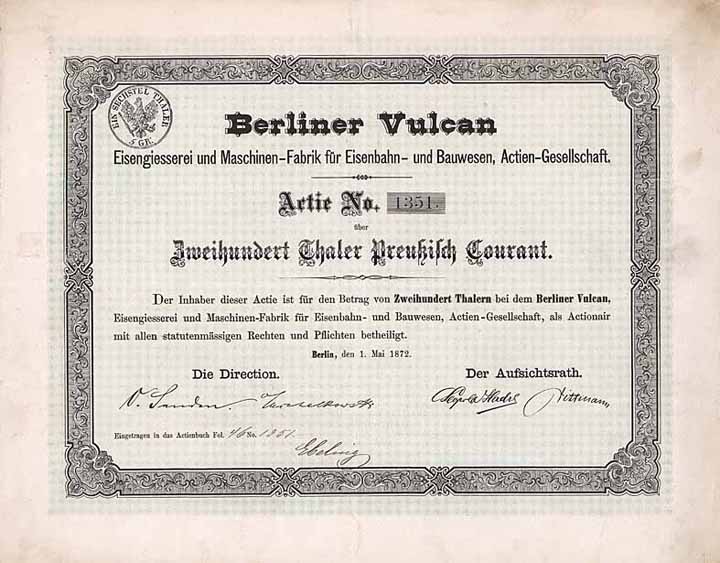 EIN SECHSTEL THALER
5 GR.
Berliner Vulcan
Eisengiesserei und Maschinen-Fabrik für Eisenbahn- und Bauwesen, Actien-Gesellschaft.
Actie No. 1351.
über
Zweihundert Thaler Preußisch Courant.
Der Inhaber dieser Actie ist für den Betrag von Zweihundert Thalern bei dem Berliner Vulcan,
Eisengiesserei und Maschinen-Fabrik für Eisenbahn- und Bauwesen, Actien-Gesellschaft, als Actionair
mit allen statutenmässigen Rechten und Pflichten betheiligt.
Berlin, den 1. Mai 1872.
Die Direction. Der Aufsichtsrath.
Dittmann
Eingetragen in das Actienbuch Fol. 46 No. 1351.
Ebeling